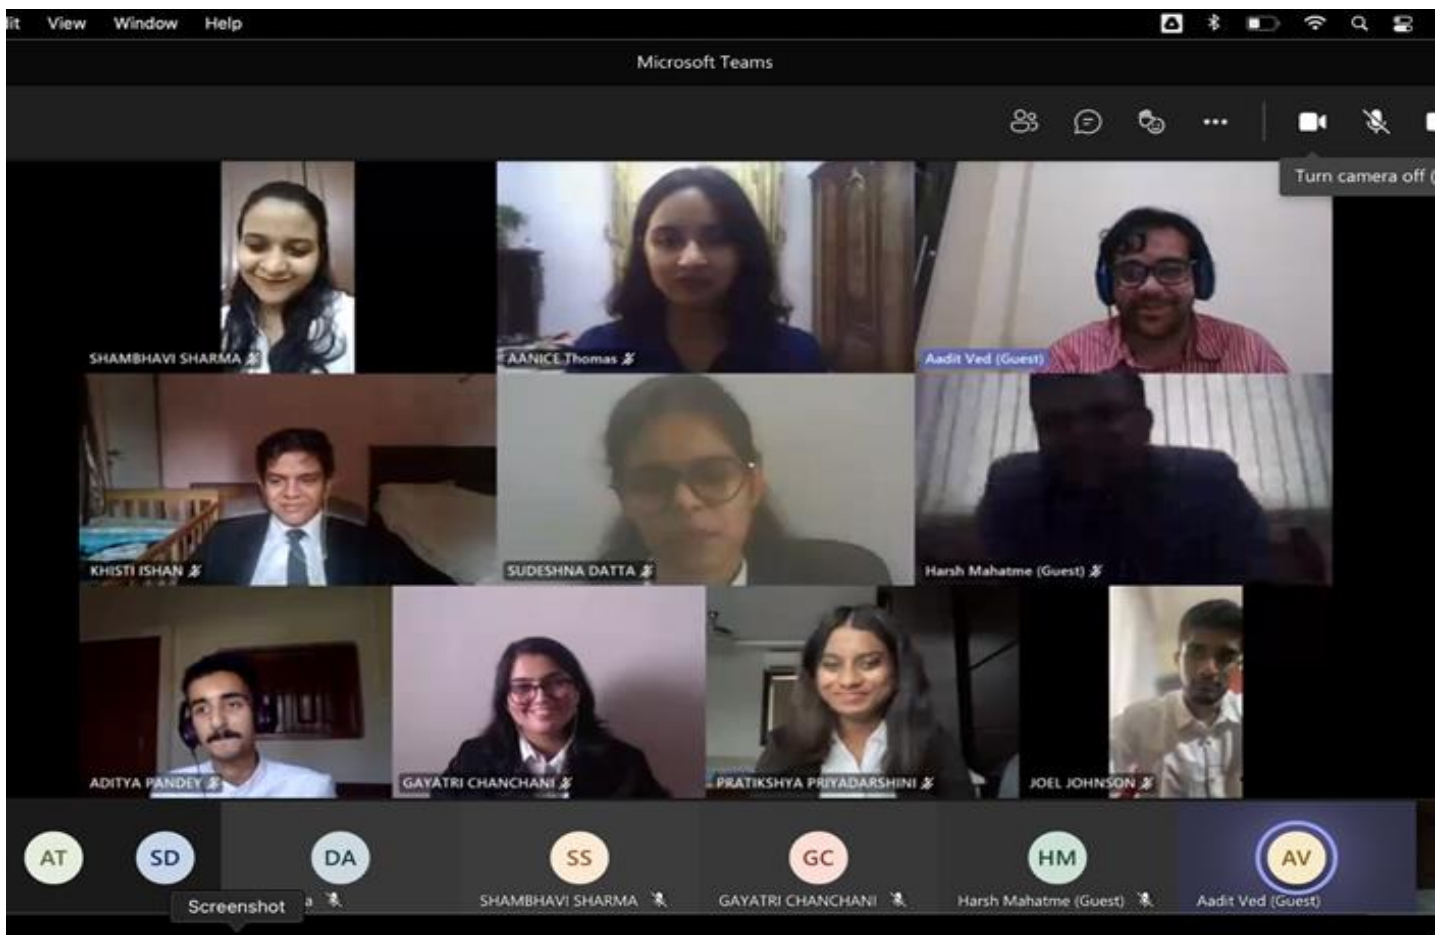 View Window Help
Microsoft Teams
Turn camera off (
SHAMBHAVI SHARMA
AANICE Thomas
Aadit Ved (Guest)
KHISTI ISHAN
SUDESHNA DATTA
Harsh Mahatme (Guest)
ADITYA PANDEY
GAYATRI CHANCHANI
PRATIKSHYA PRIYADARSHINI
JOEL JOHNSON
AT
SD
DA
SS
GC
HM
AV
Screenshot
SHAMBHAVI SHARMA
GAYATRI CHANCHANI
Harsh Mahatme (Guest)
Aadit Ved (Guest)